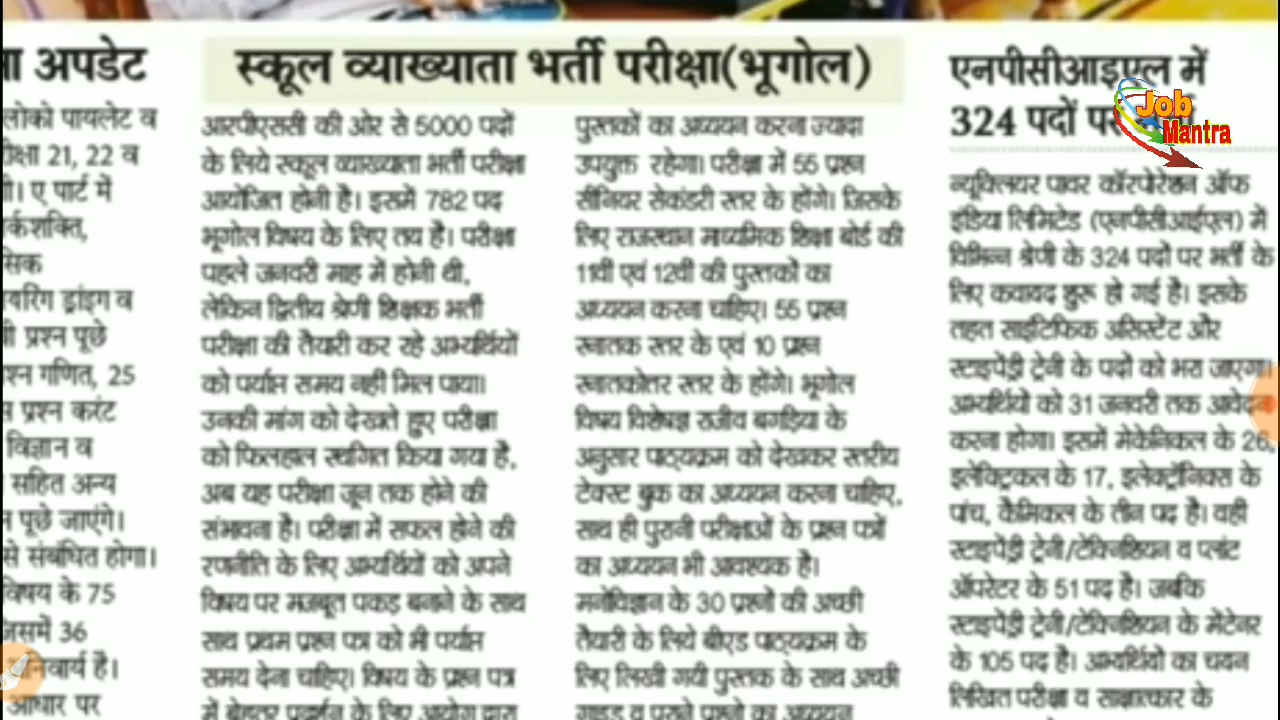 ा अपडेट
लोको पायलेट व
ीक्षा 21, 22 व
ी। ए पार्ट में
र्कशक्ति,
सिक
यरिंग ड्राइंग व
ी प्रश्न पूछे
श्न गणित, 25
प्रश्न करंट
विज्ञान व
सहित अन्य
न पूछे जाएंगे।
से संबंधित होगा।
विषय के 75
जिसमें 36
अनिवार्य है।
आधार पर
स्कूल व्याख्याता भर्ती परीक्षा(भूगोल)
आरपीएससी की ओर से 5000 पदों
के लिये स्कूल व्याख्याता भर्ती परीक्षा
आयोजित होनी है। इसमें 782 पद
भूगोल विषय के लिए तय है। परीक्षा
पहले जनवरी माह में होनी थी,
लेकिन द्वितीय श्रेणी शिक्षक भर्ती
परीक्षा की तैयारी कर रहे अभ्यर्थियों
को पर्याप्त समय नही मिल पाया।
उनकी मांग को देखते हुए परीक्षा
को फिलहाल स्थगित किया गया है,
अब यह परीक्षा जून तक होने की
संभावना है। परीक्षा में सफल होने की
रणनीति के लिए अभ्यर्थियों को अपने
विषय पर मजबूत पकड़ बनाने के साथ
साथ प्रथम प्रश्न पत्र को भी पर्याप्त
समय देना चाहिए। विषय के प्रश्न पत्र
में बेहतर प्रदर्शन के लिए आयोग द्वारा
पुस्तकों का अध्ययन करना ज्यादा
उपयुक्त रहेगा। परीक्षा में 55 प्रश्न
सीनियर सेकंडरी स्तर के होंगे। जिसके
लिए राजस्थान माध्यमिक शिक्षा बोर्ड की
11वी एवं 12वी की पुस्तकों का
अध्ययन करना चाहिए। 55 प्रश्न
स्नातक स्तर के एवं 10 प्रश्न
स्नातकोतर स्तर के होंगे। भूगोल
विषय विशेषज्ञ राजीव बगड़िया के
अनुसार पाठ्यक्रम को देखकर स्तरीय
टेक्स्ट बुक का अध्ययन करना चाहिए,
साथ ही पुरानी परीक्षाओं के प्रश्न पत्रों
का अध्ययन भी आवश्यक है।
मनोविज्ञान के 30 प्रश्नों की अच्छी
तैयारी के लिये बीएड पाठ्यक्रम के
लिए लिखी गयी पुस्तक के साथ अच्छी
गाइड व पुराने प्रश्नों का अध्ययन
एनपीसीआइएल में
324 पदों पर
Job
Mantra
न्यूक्लियर पावर कॉरपोरेशन ऑफ
इंडिया लिमिटेड (एनपीसीआईएल) में
विभिन्न श्रेणी के 324 पदों पर भर्ती के
लिए कवायद शुरू हो गई है। इसके
तहत साइटिफिक असिस्टेंट और
स्टाइपेंड्री ट्रेनी के पदों को भरा जाएगा।
अभ्यर्थियों को 31 जनवरी तक आवेदन
करना होगा। इसमें मेकेनिकल के 26,
इलेक्ट्रिकल के 17, इलेक्ट्रॉनिक्स के
पांच, कैमिकल के तीन पद है। वही
स्टाइपेंड्री ट्रेनी/टेक्निशियन व प्लांट
ऑपरेटर के 51 पद है। जबकि
स्टाइपेंड्री ट्रेनी/टेक्निशियन के मेंटेनर
के 105 पद है। अभ्यर्थियों का चयन
लिखित परीक्षा व साक्षात्कार के